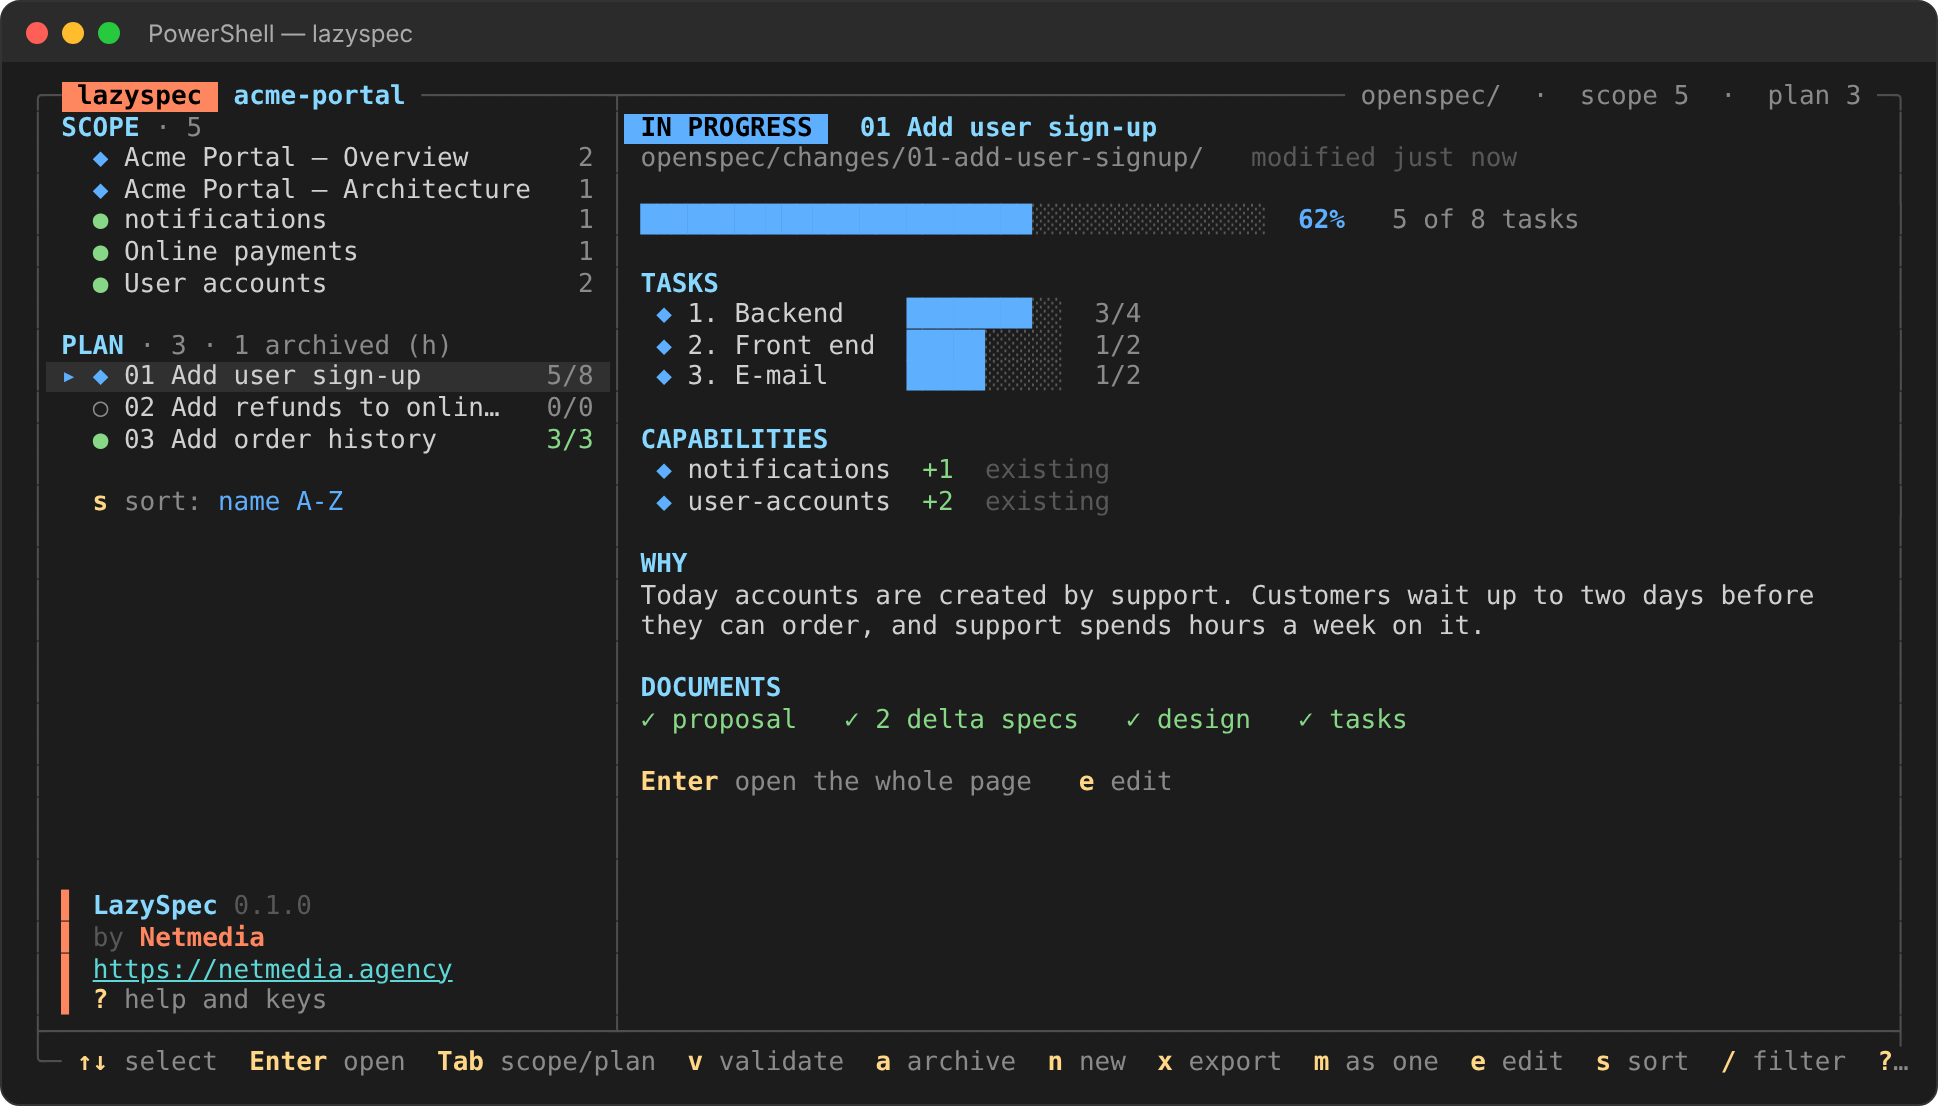 PowerShell — lazyspec
lazyspec acme-portal openspec/ · scope 5 · plan 3
SCOPE · 5
◆ Acme Portal — Overview 2
◆ Acme Portal — Architecture 1
● notifications 1
● Online payments 1
● User accounts 2
PLAN · 3 · 1 archived (h)
▸ ◆ 01 Add user sign-up 5/8
○ 02 Add refunds to onlin… 0/0
● 03 Add order history 3/3
s sort: name A-Z
LazySpec 0.1.0
by Netmedia
https://netmedia.agency
? help and keys
IN PROGRESS 01 Add user sign-up
openspec/changes/01-add-user-signup/ modified just now
62% 5 of 8 tasks
TASKS
◆ 1. Backend 3/4
◆ 2. Front end 1/2
◆ 3. E-mail 1/2
CAPABILITIES
◆ notifications +1 existing
◆ user-accounts +2 existing
WHY
Today accounts are created by support. Customers wait up to two days before
they can order, and support spends hours a week on it.
DOCUMENTS
✓ proposal ✓ 2 delta specs ✓ design ✓ tasks
Enter open the whole page e edit
↑↓ select Enter open Tab scope/plan v validate a archive n new x export m as one e edit s sort / filter ?…